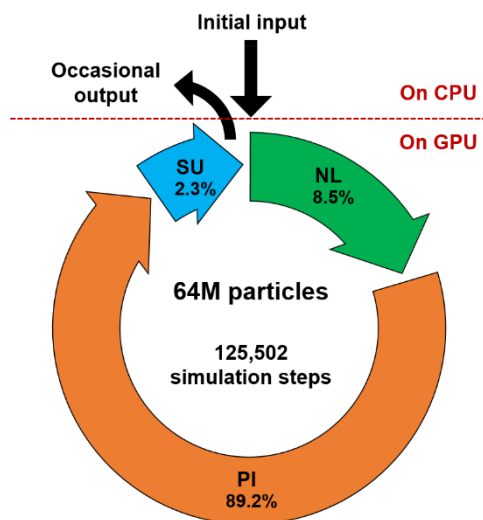 Initial input
Occasional
output
On CPU
On GPU
SU
2.3%
NL
8.5%
64M particles
125,502
simulation steps
PI
89.2%